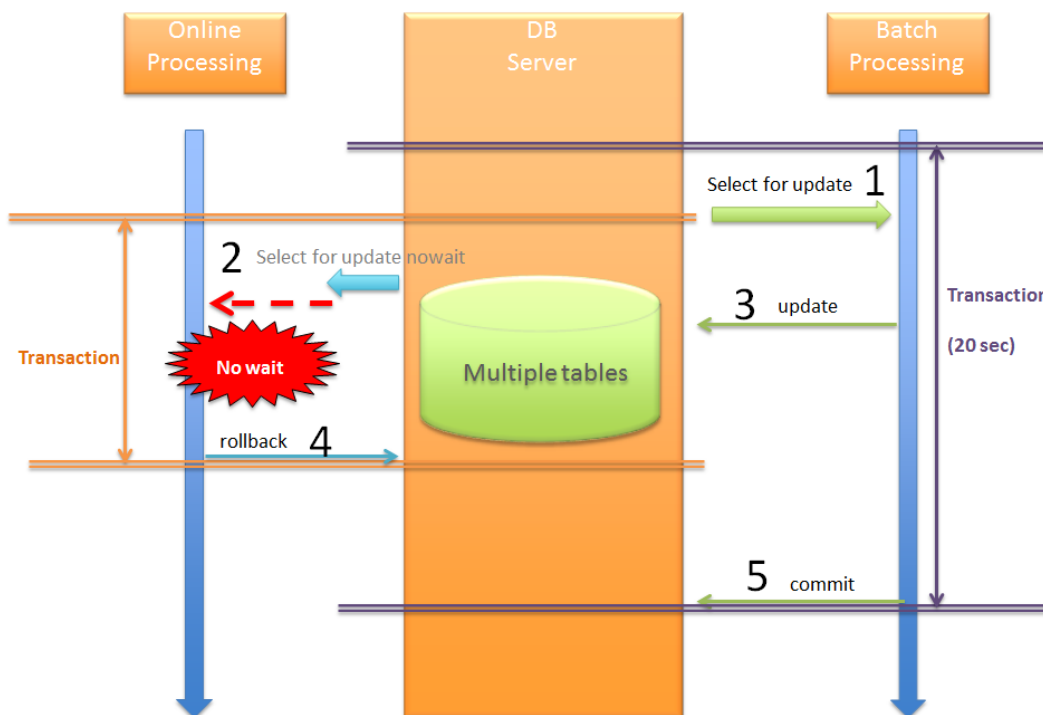 Online
Processing
DB
Server
Batch
Processing
Select for update 1
2 Select for update nowait
3 update
Transaction
(20 sec)
Transaction
No wait
Multiple tables
rollback 4
5 commit